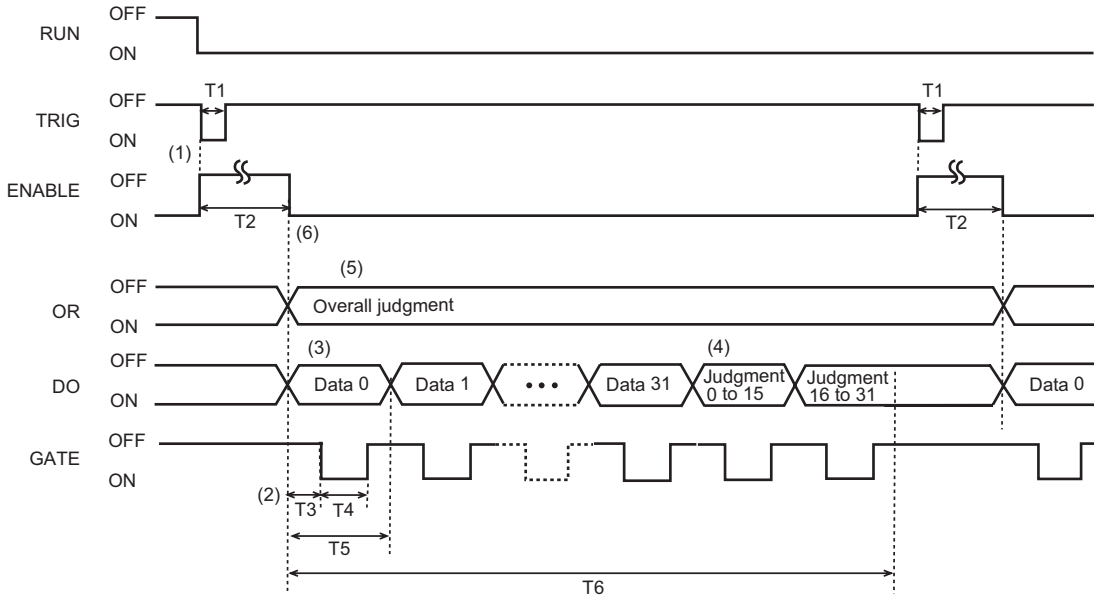 OFF
RUN
ON
OFF
T1
T1
TRIG
ON
(1)
OFF
ENABLE
T2
T2
ON
(6)
(5)
OFF
Overall judgment
OR
ON
(3)
(4)
OFF
DO
Data 0
Data 1
•••
Data 31
Judgment
0 to 15
Judgment
16 to 31
Data 0
ON
OFF
GATE
ON
(2)
T3
T4
T5
T6